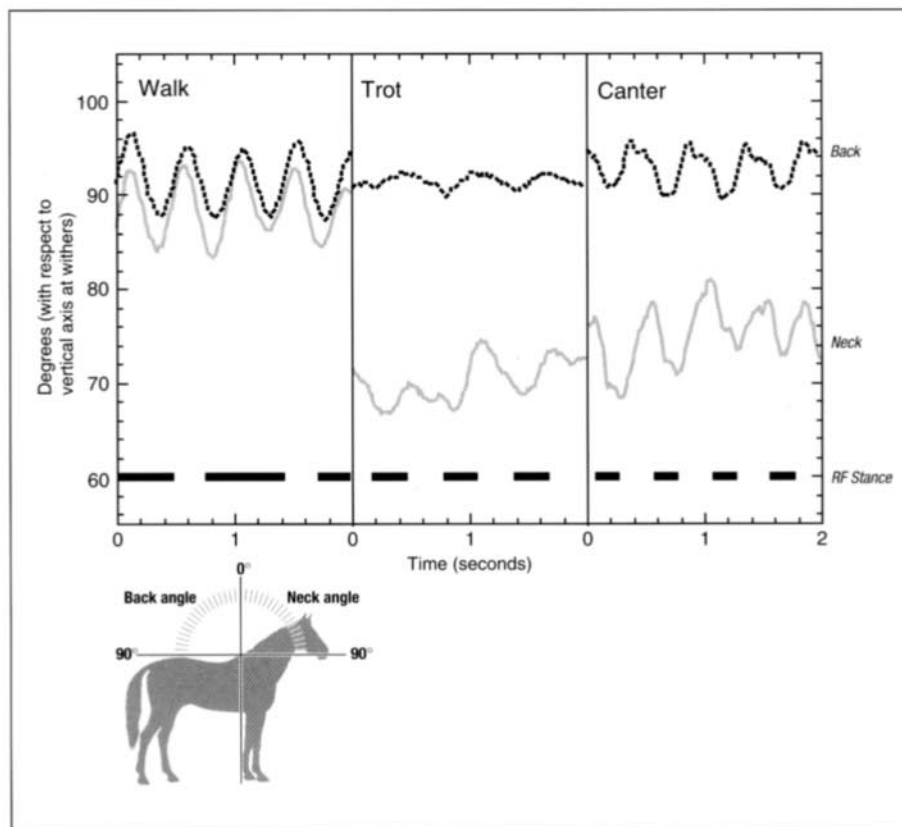 Walk
Trot
Canter
100
90
80
70
60
Degrees (with respect to
vertical axis at withers)
Back
Neck
RF Stance
0 1 0 1 0 1 2
Time (seconds)
0°
Back angle Neck angle
90° 90°